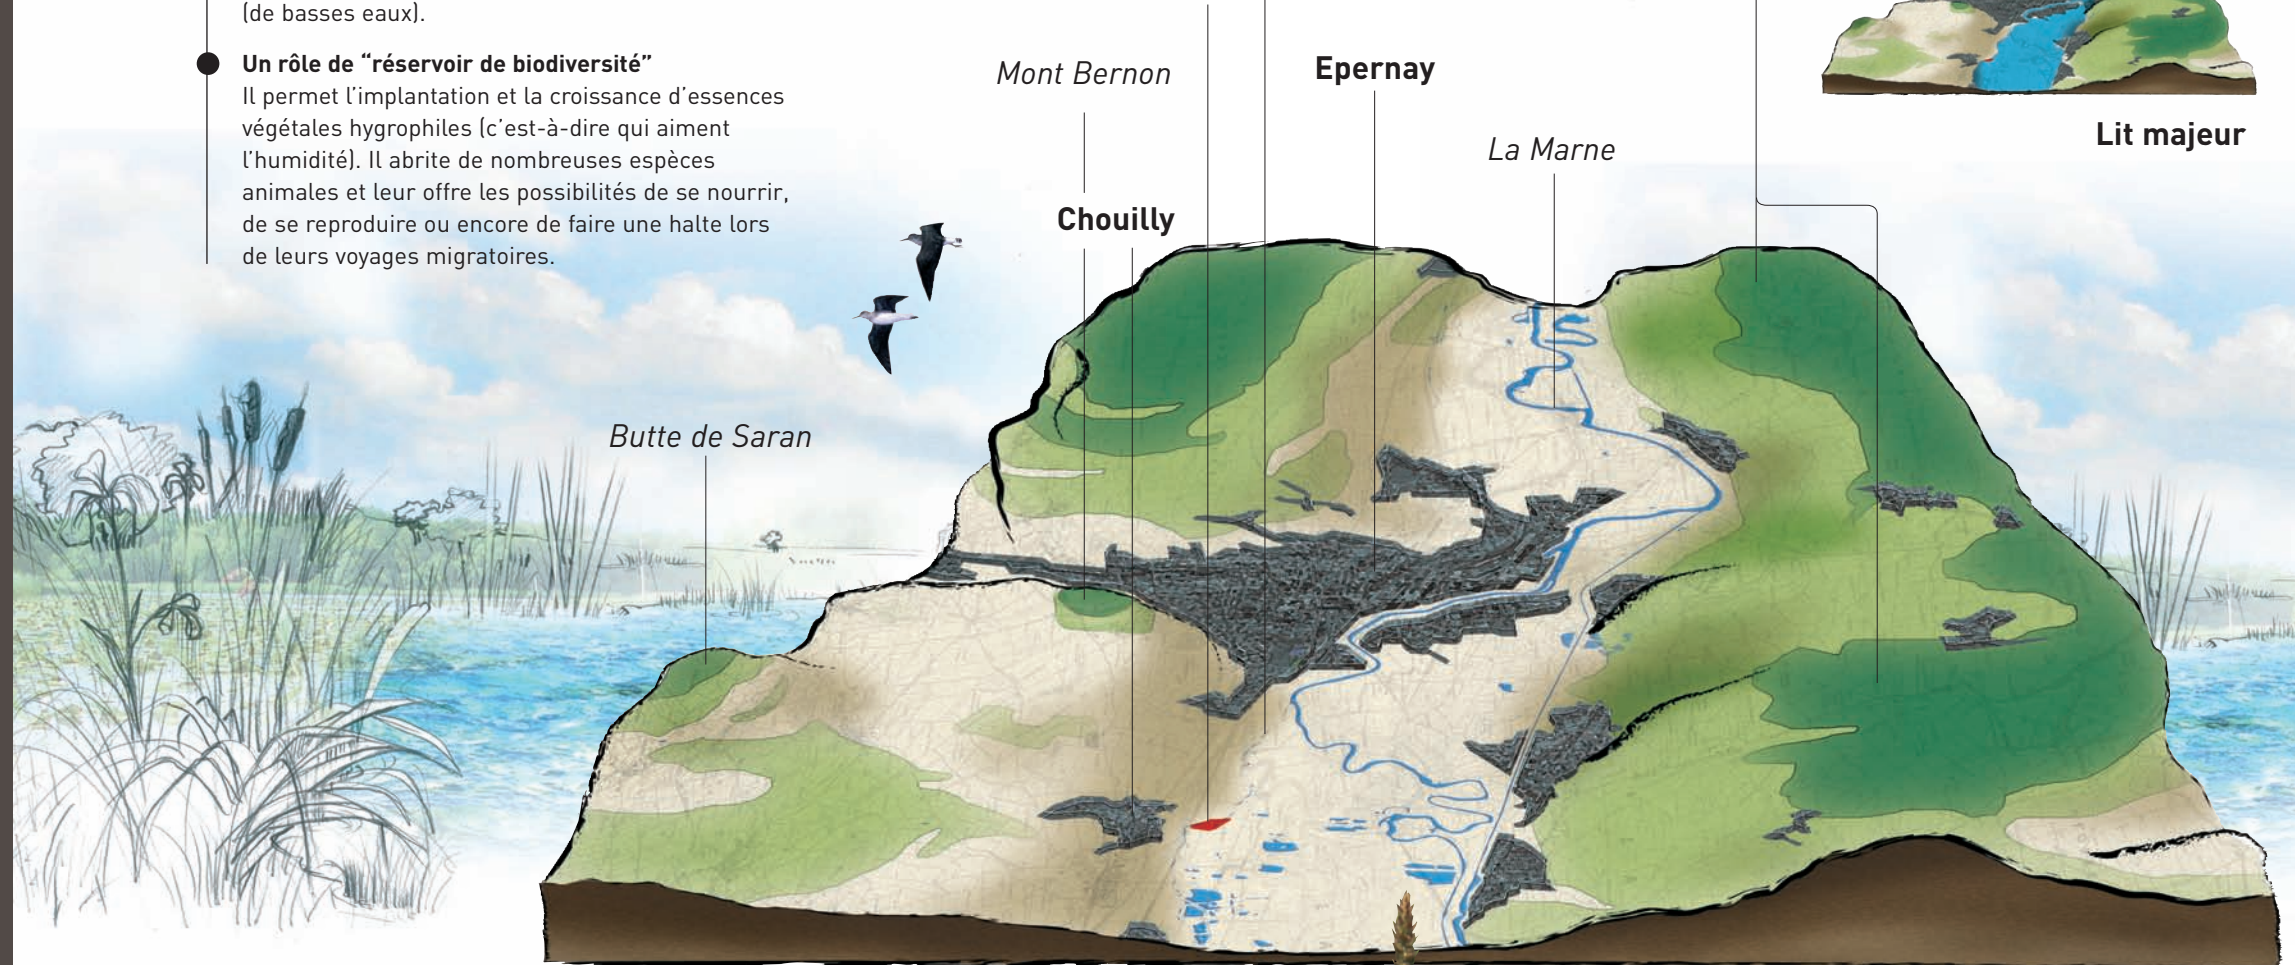 (de basses eaux).
Un rôle de “réservoir de biodiversité”
Il permet l’implantation et la croissance d’essences
végétales hygrophiles (c’est-à-dire qui aiment
l’humidité). Il abrite de nombreuses espèces
animales et leur offre les possibilités de se nourrir,
de se reproduire ou encore de faire une halte lors
de leurs voyages migratoires.
Mont Bernon
Epernay
La Marne
Lit majeur
Chouilly
Butte de Saran